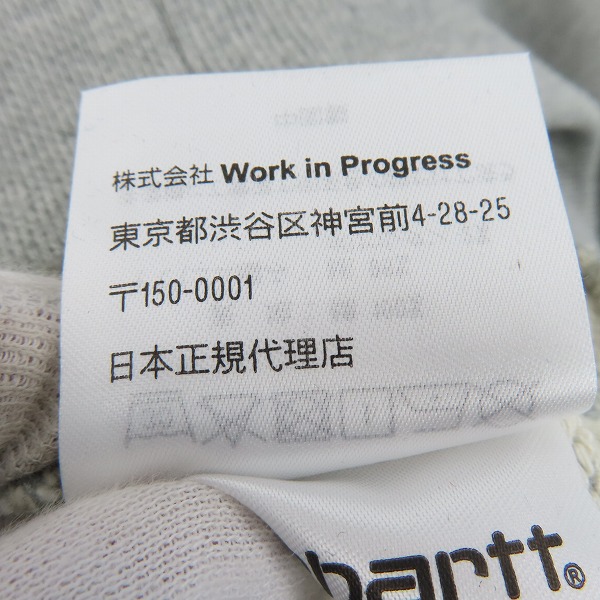 株式会社 Work in Progress
東京都渋谷区神宮前4-28-25
〒150-0001
日本正規代理店
hartt®